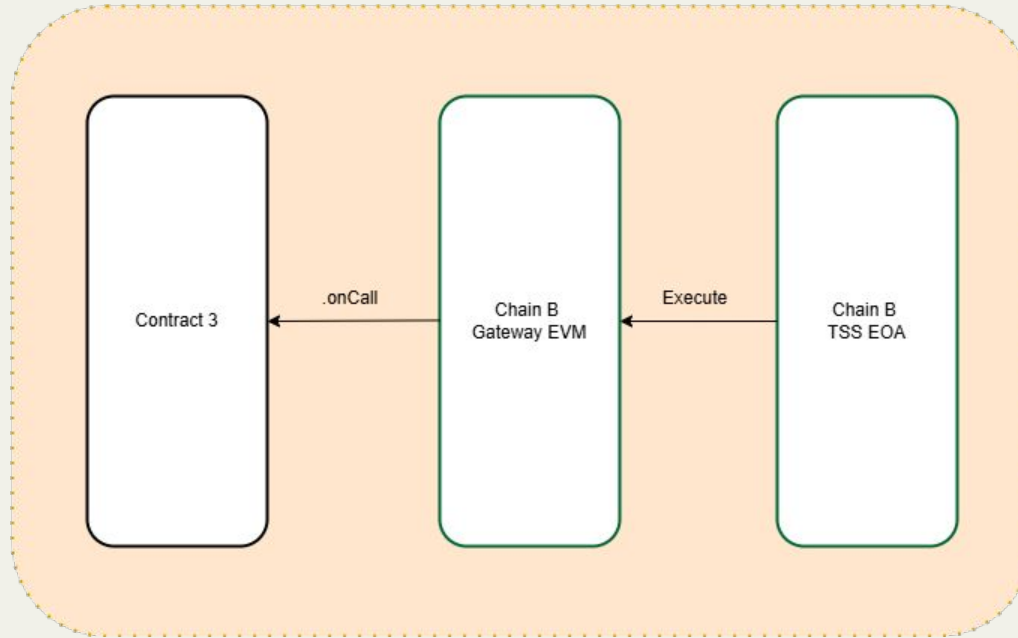 Contract 3
.onCall
Chain B
Gateway EVM
Execute
Chain B
TSS EOA